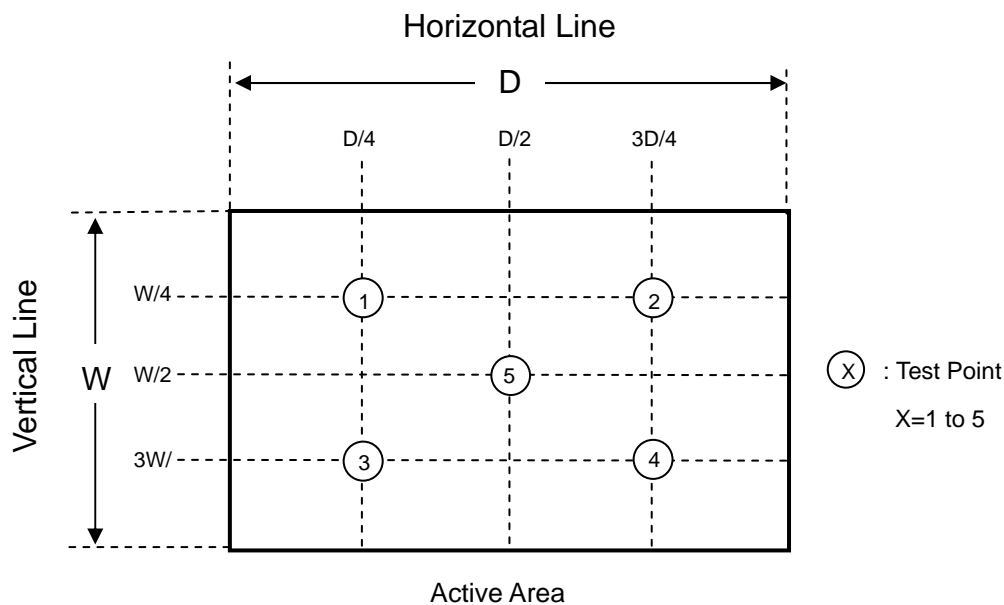 Horizontal Line
D
D/4 D/2 3D/4
Vertical Line
W
W/4
1 2
W/2
5
X : Test Point
X=1 to 5
3W/
3 4
Active Area